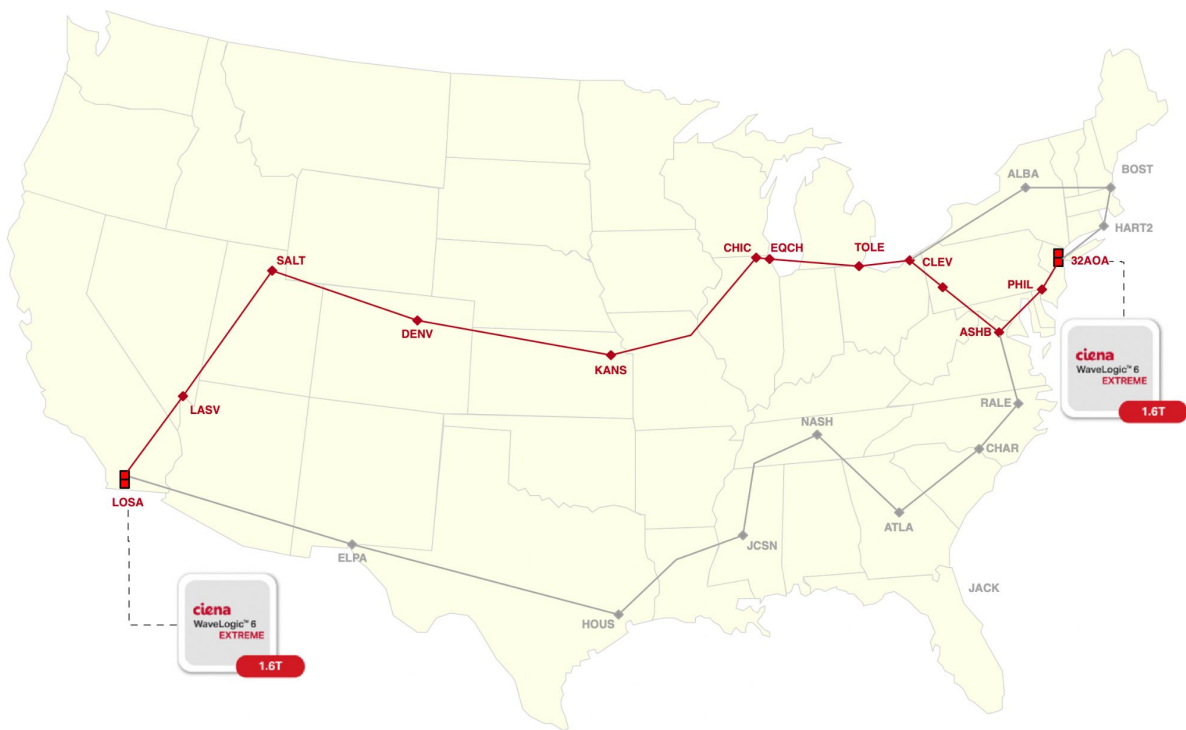 ALBA
BOST
HART2
CHIC
EQCH
TOLE
CLEV
32AOA
SALT
PHIL
DENV
ASHB
KANS
LASV
RALE
NASH
CHAR
LOSA
ATLA
JCSN
ELPA
JACK
HOUS
ciena
WaveLogic™ 6
EXTREME
1.6T
ciena
WaveLogic™ 6
EXTREME
1.6T